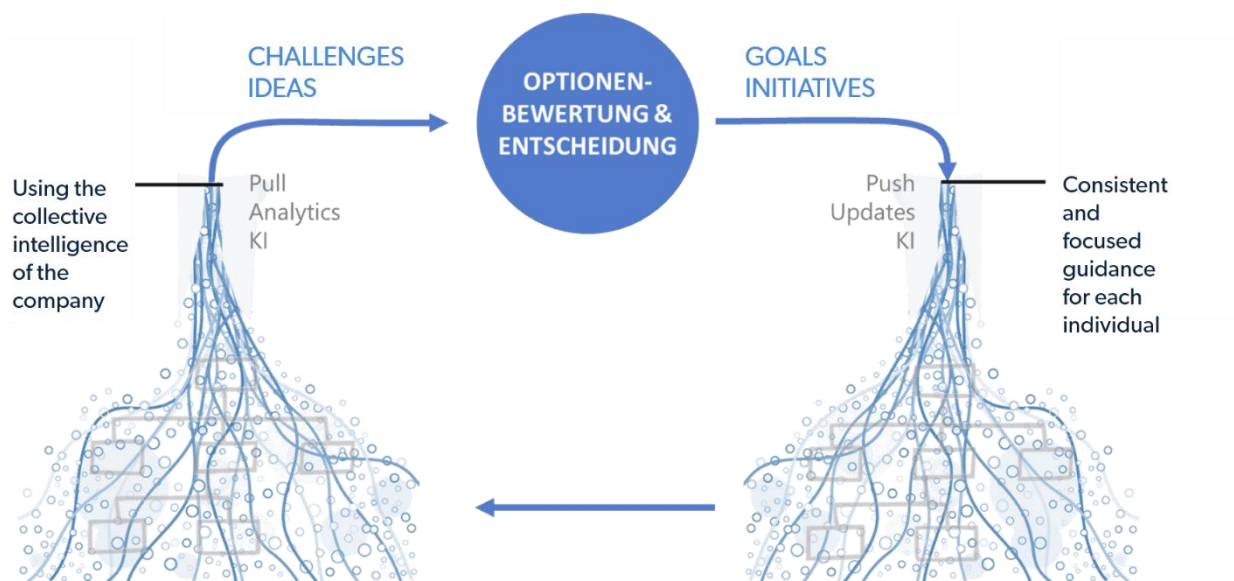 CHALLENGES
IDEAS
OPTIONEN-
BEWERTUNG &
ENTSCHEIDUNG
GOALS
INITIATIVES
Using the
collective
intelligence
of the
company
Pull
Analytics
KI
Push
Updates
KI
Consistent
and
focused
guidance
for each
individual